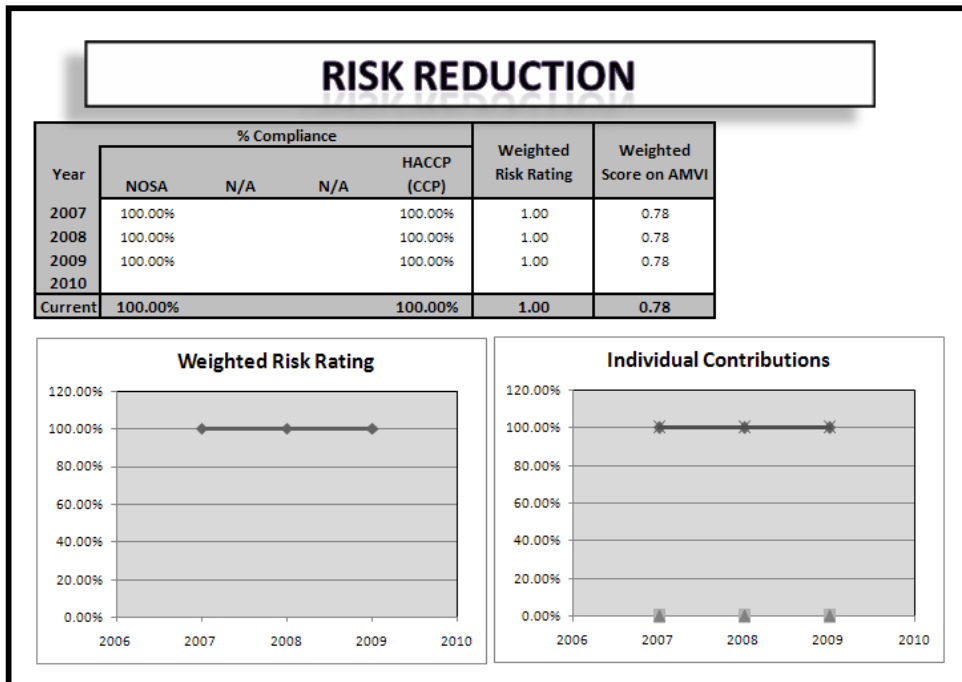 RISK REDUCTION
Year % Compliance Weighted Risk Rating Weighted Score on AMVI
NOSA N/A N/A HACCP (CCP)
2007 100.00% 100.00% 1.00 0.78
2008 100.00% 100.00% 1.00 0.78
2009 100.00% 100.00% 1.00 0.78
2010
Current 100.00% 100.00% 1.00 0.78
Weighted Risk Rating
120.00%
100.00%
80.00%
60.00%
40.00%
20.00%
0.00%
2006 2007 2008 2009 2010
Individual Contributions
120.00%
100.00%
80.00%
60.00%
40.00%
20.00%
0.00%
2006 2007 2008 2009 2010